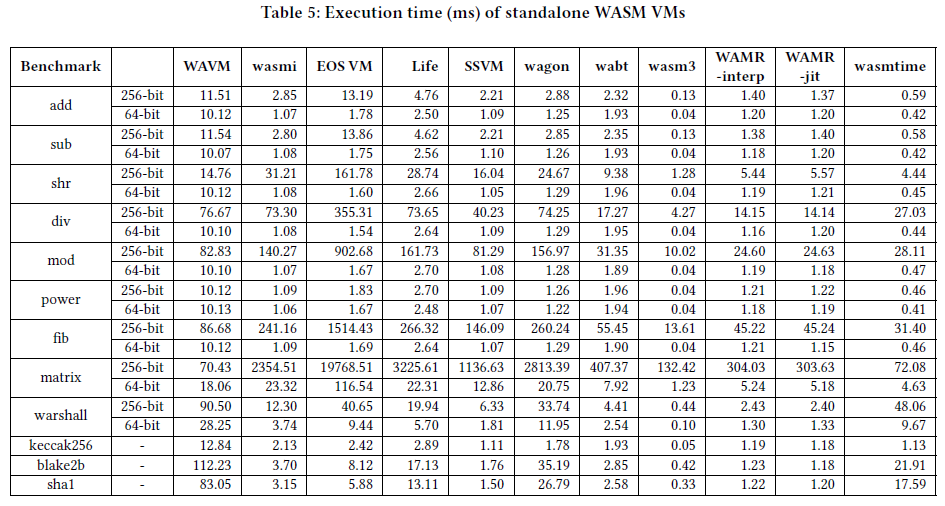 Table 5: Execution time (ms) of standalone WASM VMs
Benchmark WAVM wasmi EOS VM Life SSVM wagon wabt wasm3 WAMR -interp WAMR -jit wasmtime
add 256-bit 11.51 2.85 13.19 4.76 2.21 2.88 2.32 0.13 1.40 1.37 0.59
64-bit 10.12 1.07 1.78 2.50 1.09 1.25 1.93 0.04 1.20 1.20 0.42
sub 256-bit 11.54 2.80 13.86 4.62 2.21 2.85 2.35 0.13 1.38 1.40 0.58
64-bit 10.07 1.08 1.75 2.56 1.10 1.26 1.93 0.04 1.18 1.20 0.42
shr 256-bit 14.76 31.21 161.78 28.74 16.04 24.67 9.38 1.28 5.44 5.57 4.44
64-bit 10.12 1.08 1.60 2.66 1.05 1.29 1.96 0.04 1.19 1.21 0.45
div 256-bit 76.67 73.30 355.31 73.65 40.23 74.25 17.27 4.27 14.15 14.14 27.03
64-bit 10.10 1.08 1.54 2.64 1.09 1.29 1.95 0.04 1.16 1.20 0.44
mod 256-bit 82.83 140.27 902.68 161.73 81.29 156.97 31.35 10.02 24.60 24.63 28.11
64-bit 10.10 1.07 1.67 2.70 1.08 1.28 1.89 0.04 1.19 1.18 0.47
power 256-bit 10.12 1.09 1.83 2.70 1.09 1.26 1.96 0.04 1.21 1.22 0.46
64-bit 10.13 1.06 1.67 2.48 1.07 1.22 1.94 0.04 1.18 1.19 0.41
fib 256-bit 86.68 241.16 1514.43 266.32 146.09 260.24 55.45 13.61 45.22 45.24 31.40
64-bit 10.12 1.09 1.69 2.64 1.07 1.29 1.90 0.04 1.21 1.15 0.46
matrix 256-bit 70.43 2354.51 19768.51 3225.61 1136.63 2813.39 407.37 132.42 304.03 303.63 72.08
64-bit 18.06 23.32 116.54 22.31 12.86 20.75 7.92 1.23 5.24 5.18 4.63
warshall 256-bit 90.50 12.30 40.65 19.94 6.33 33.74 4.41 0.44 2.43 2.40 48.06
64-bit 28.25 3.74 9.44 5.70 1.81 11.95 2.54 0.10 1.30 1.33 9.67
keccak256 - 12.84 2.13 2.42 2.89 1.11 1.78 1.93 0.05 1.19 1.18 1.13
blake2b - 112.23 3.70 8.12 17.13 1.76 35.19 2.85 0.42 1.23 1.18 21.91
sha1 - 83.05 3.15 5.88 13.11 1.50 26.79 2.58 0.33 1.22 1.20 17.59